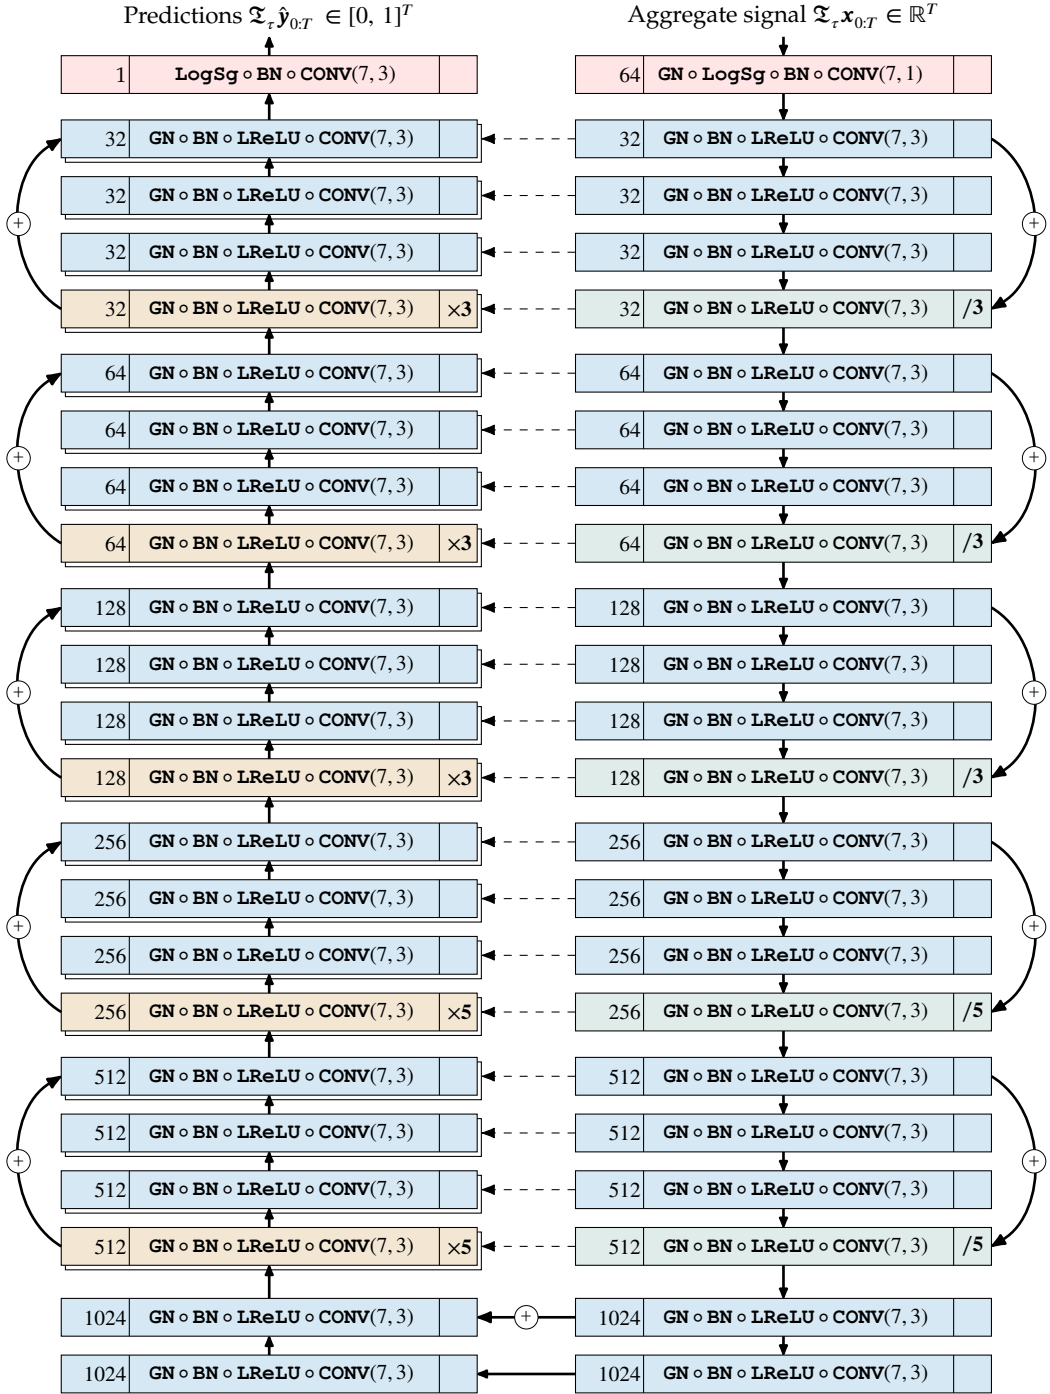 Predictions 𝕿_τ ŷ_{0:T} ∈ [0, 1]^T Aggregate signal 𝕿_τ x_{0:T} ∈ ℝ^T
1 LogSg∘BN∘CONV(7, 3) 64 GN∘LogSg∘BN∘CONV(7, 1)
32 GN∘BN∘LReLU∘CONV(7, 3) 32 GN∘BN∘LReLU∘CONV(7, 3)
32 GN∘BN∘LReLU∘CONV(7, 3) 32 GN∘BN∘LReLU∘CONV(7, 3)
+ +
32 GN∘BN∘LReLU∘CONV(7, 3) 32 GN∘BN∘LReLU∘CONV(7, 3)
32 GN∘BN∘LReLU∘CONV(7, 3) ×3 32 GN∘BN∘LReLU∘CONV(7, 3) /3
64 GN∘BN∘LReLU∘CONV(7, 3) 64 GN∘BN∘LReLU∘CONV(7, 3)
64 GN∘BN∘LReLU∘CONV(7, 3) 64 GN∘BN∘LReLU∘CONV(7, 3)
+ +
64 GN∘BN∘LReLU∘CONV(7, 3) 64 GN∘BN∘LReLU∘CONV(7, 3)
64 GN∘BN∘LReLU∘CONV(7, 3) ×3 64 GN∘BN∘LReLU∘CONV(7, 3) /3
128 GN∘BN∘LReLU∘CONV(7, 3) 128 GN∘BN∘LReLU∘CONV(7, 3)
128 GN∘BN∘LReLU∘CONV(7, 3) 128 GN∘BN∘LReLU∘CONV(7, 3)
+ +
128 GN∘BN∘LReLU∘CONV(7, 3) 128 GN∘BN∘LReLU∘CONV(7, 3)
128 GN∘BN∘LReLU∘CONV(7, 3) ×3 128 GN∘BN∘LReLU∘CONV(7, 3) /3
256 GN∘BN∘LReLU∘CONV(7, 3) 256 GN∘BN∘LReLU∘CONV(7, 3)
256 GN∘BN∘LReLU∘CONV(7, 3) 256 GN∘BN∘LReLU∘CONV(7, 3)
+ +
256 GN∘BN∘LReLU∘CONV(7, 3) 256 GN∘BN∘LReLU∘CONV(7, 3)
256 GN∘BN∘LReLU∘CONV(7, 3) ×5 256 GN∘BN∘LReLU∘CONV(7, 3) /5
512 GN∘BN∘LReLU∘CONV(7, 3) 512 GN∘BN∘LReLU∘CONV(7, 3)
512 GN∘BN∘LReLU∘CONV(7, 3) 512 GN∘BN∘LReLU∘CONV(7, 3)
+ +
512 GN∘BN∘LReLU∘CONV(7, 3) 512 GN∘BN∘LReLU∘CONV(7, 3)
512 GN∘BN∘LReLU∘CONV(7, 3) ×5 512 GN∘BN∘LReLU∘CONV(7, 3) /5
1024 GN∘BN∘LReLU∘CONV(7, 3) + 1024 GN∘BN∘LReLU∘CONV(7, 3)
1024 GN∘BN∘LReLU∘CONV(7, 3) 1024 GN∘BN∘LReLU∘CONV(7, 3)